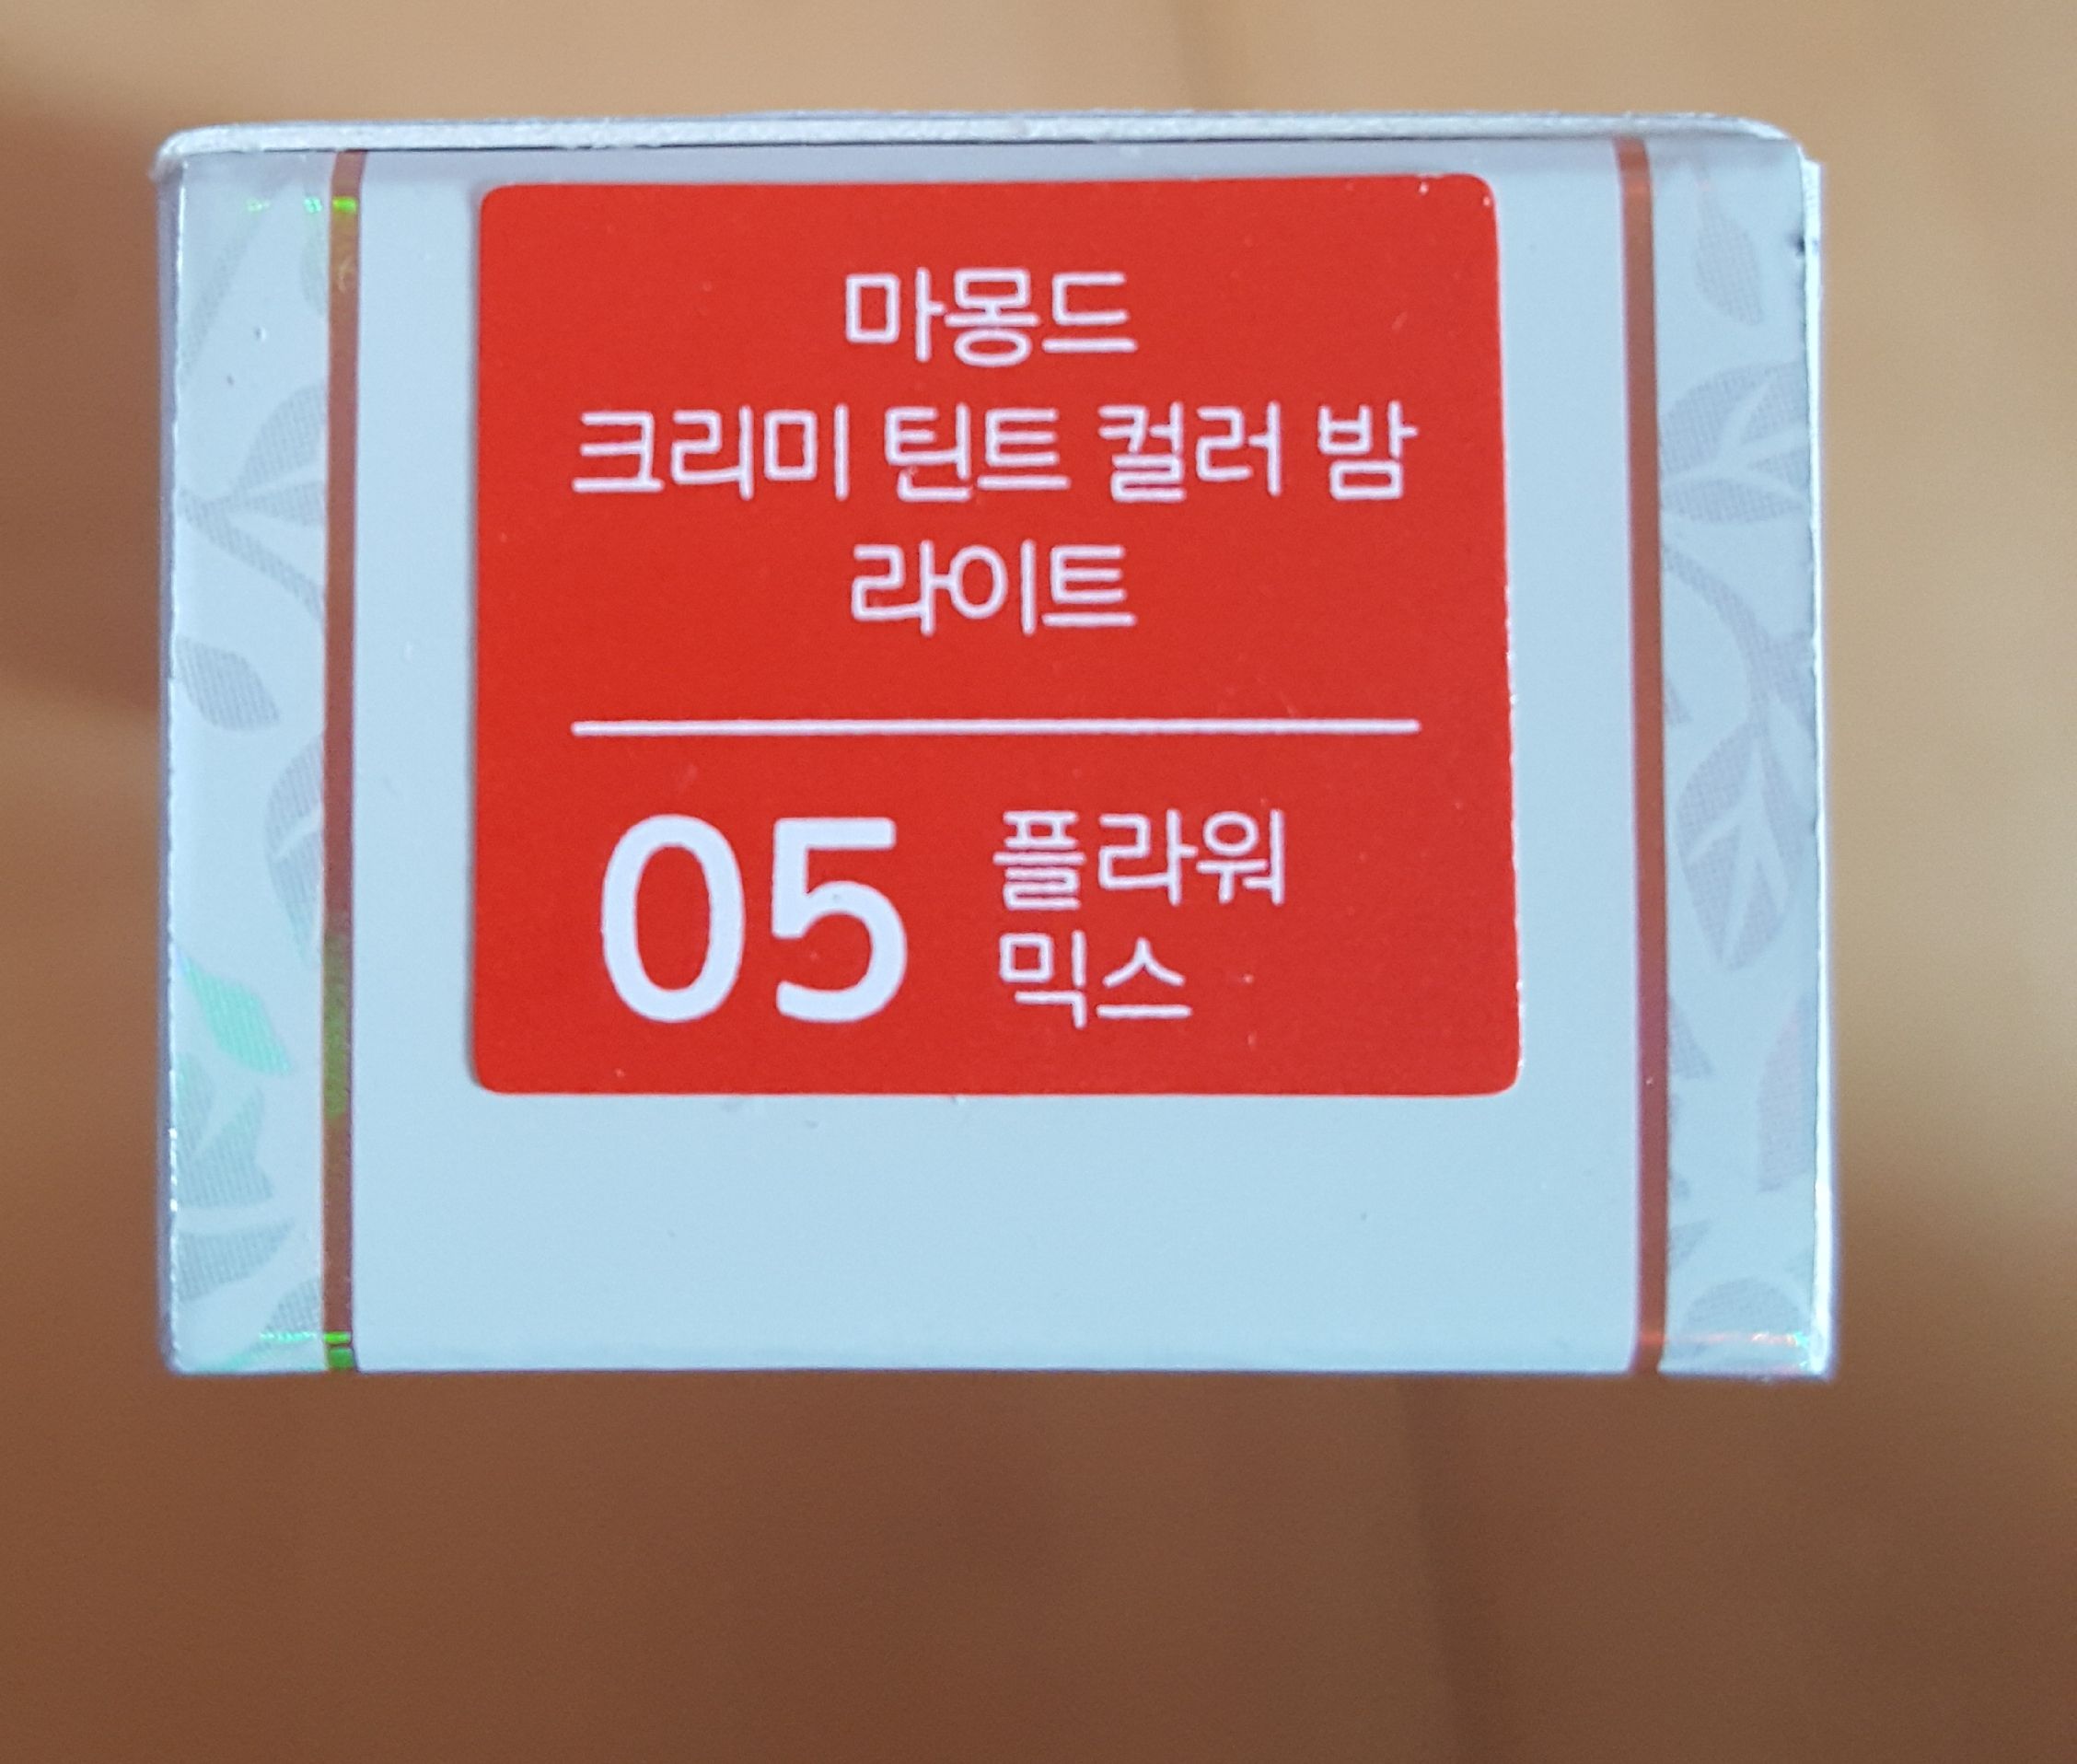 마몽드
크리미 틴트 컬러 밤
라이트
05 플라워
믹스